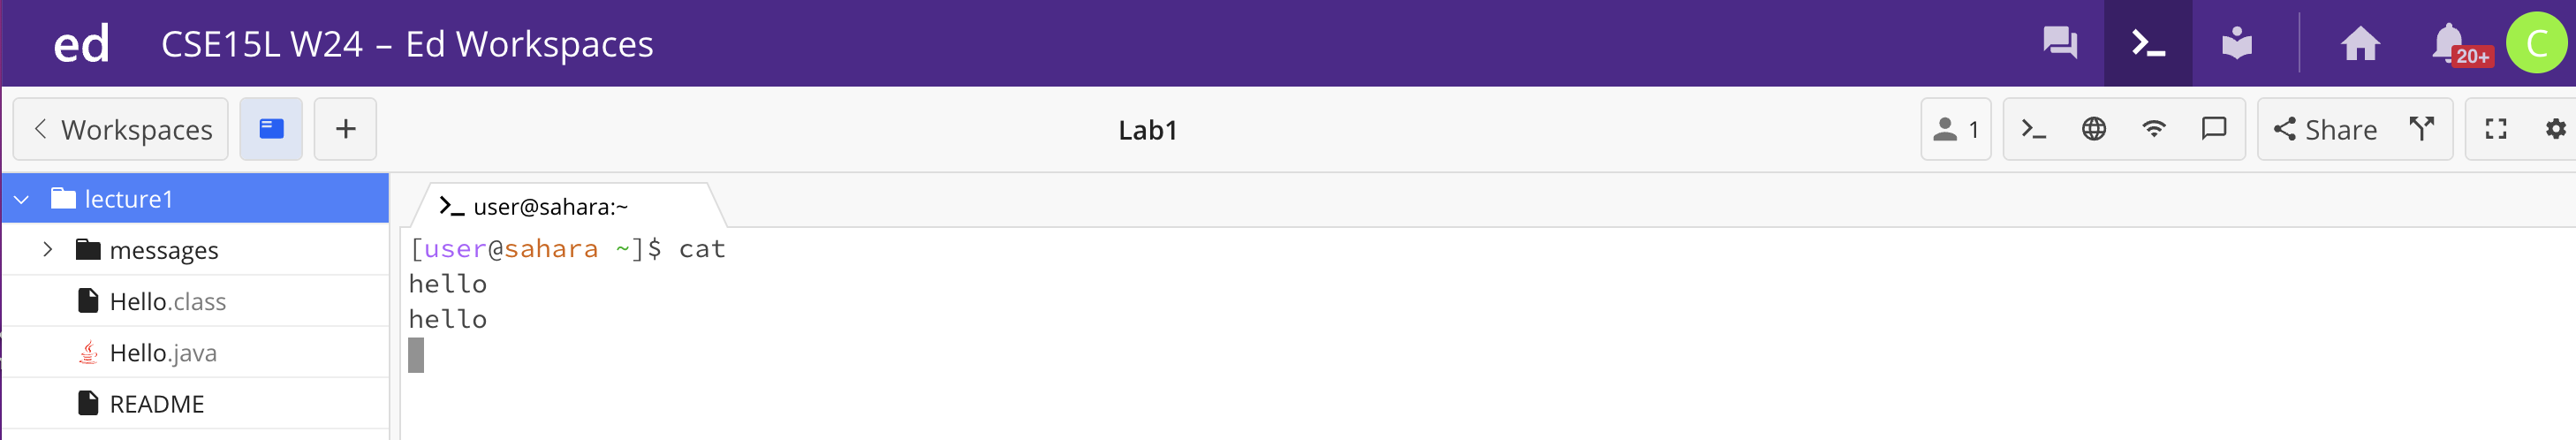 ed CSE15L W24 – Ed Workspaces 20+ C
Workspaces Lab1 1 Share
lecture1
messages
Hello.class
Hello.java
README
user@sahara:~
[user@sahara ~]$ cat
hello
hello